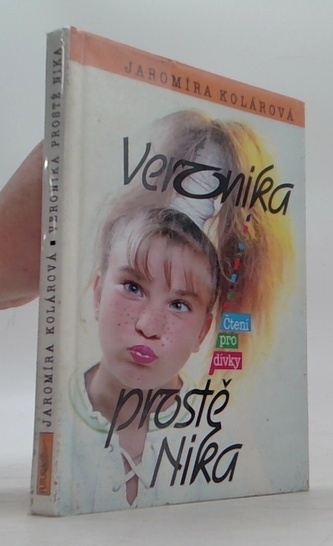 JAROMÍRA KOLÁROVÁ
Veronika
Čtení
pro
dívky
prostě
Nika
JAROMÍRA KOLÁROVÁ ■ VERONIKA PROSTĚ NIKA